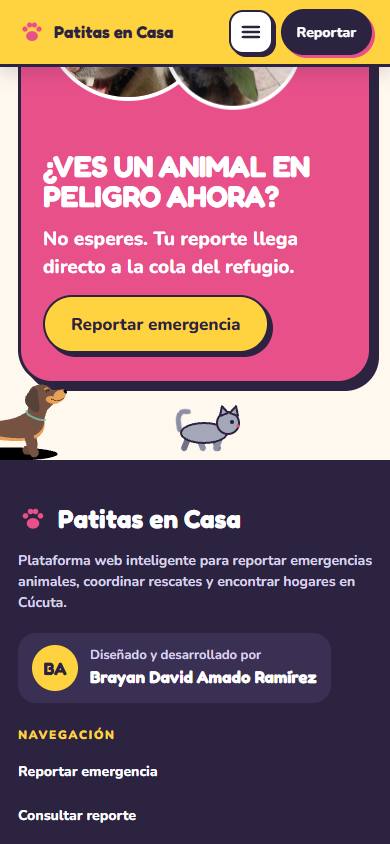 Patitas en Casa
Reportar
¿VES UN ANIMAL EN
PELIGRO AHORA?
No esperes. Tu reporte llega
directo a la cola del refugio.
Reportar emergencia
Patitas en Casa
Plataforma web inteligente para reportar emergencias
animales, coordinar rescates y encontrar hogares en
Cúcuta.
BA
Diseñado y desarrollado por
Brayan David Amado Ramírez
NAVEGACIÓN
Reportar emergencia
Consultar reporte